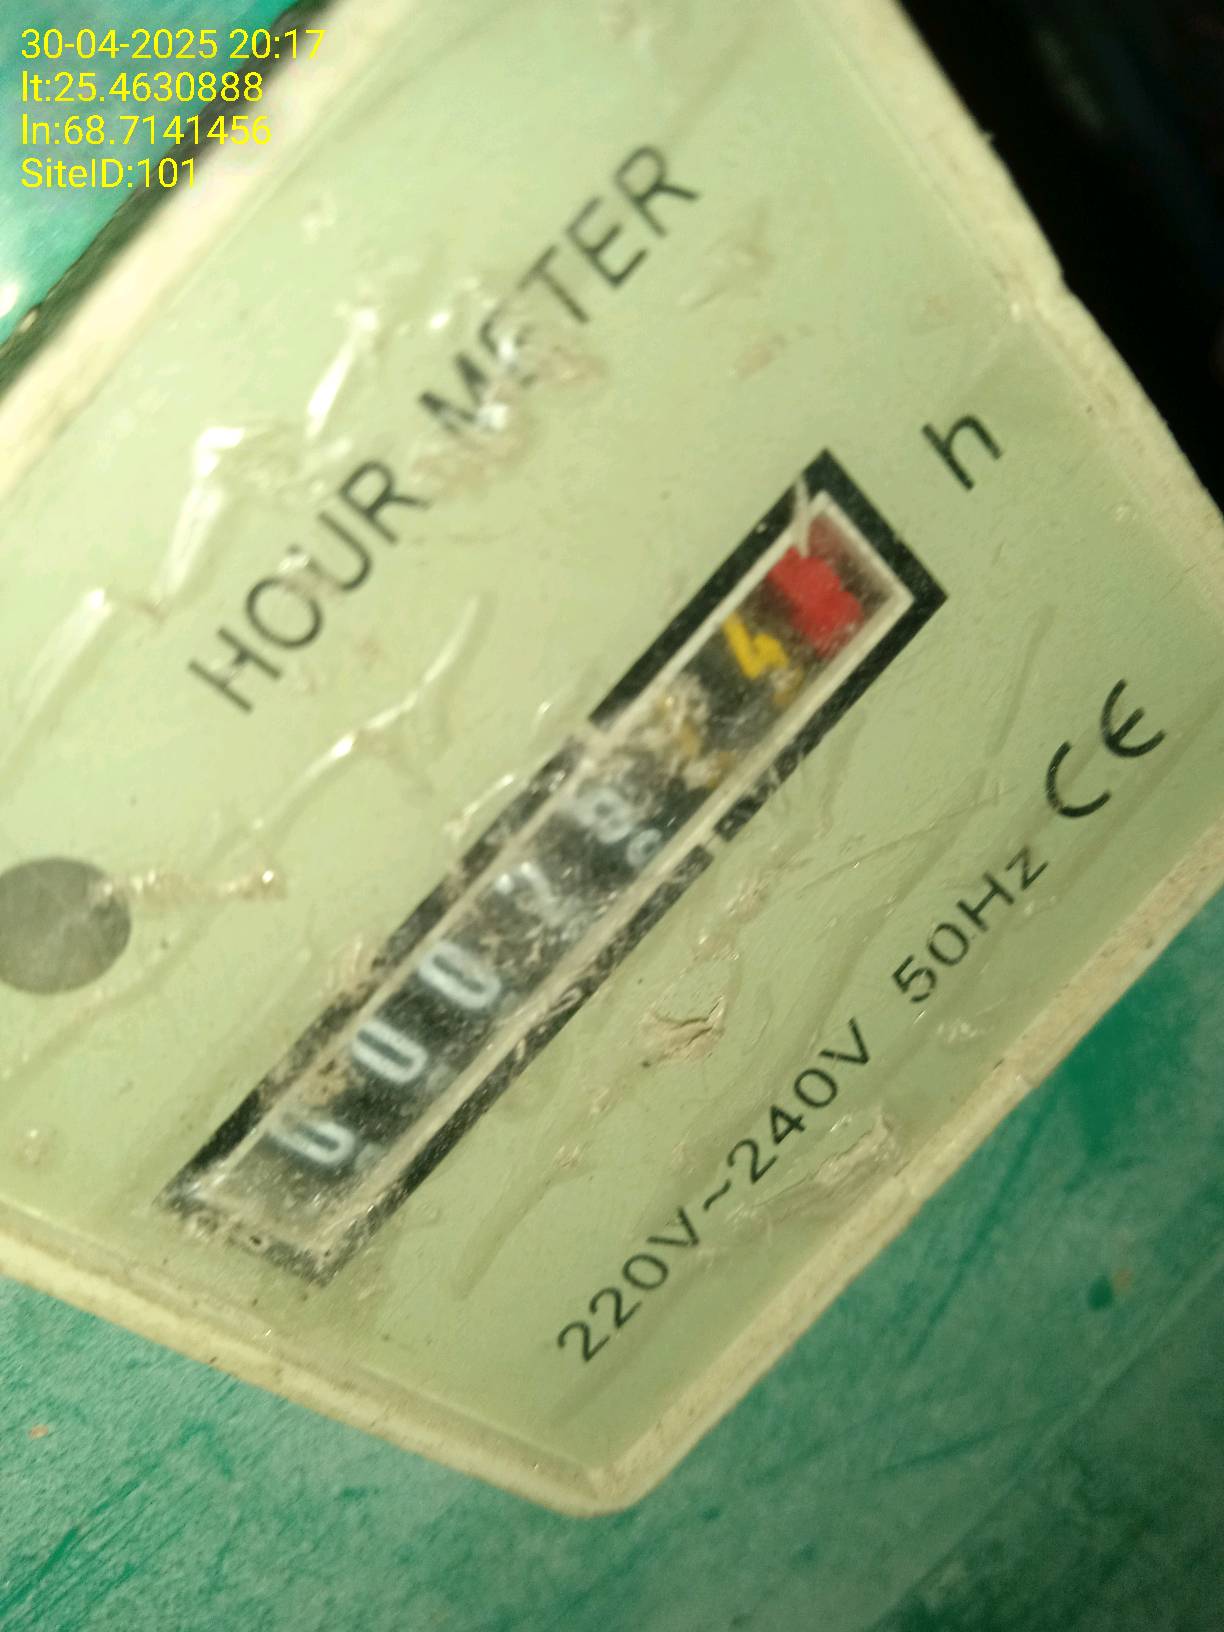 30-04-2025 20:17
lt:25.4630888
ln:68.7141456
SiteID:101
HOUR METER
h
4
220V~240V 50Hz CE